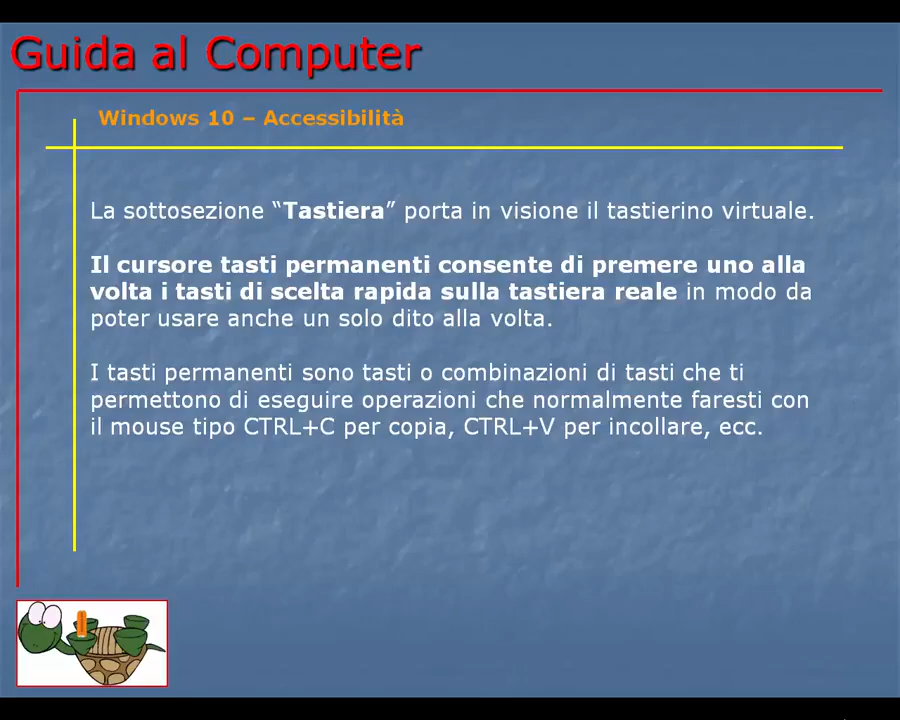 Guida al Computer
Windows 10 – Accessibilità
La sottosezione “Tastiera” porta in visione il tastierino virtuale.
Il cursore tasti permanenti consente di premere uno alla
volta i tasti di scelta rapida sulla tastiera reale in modo da
poter usare anche un solo dito alla volta.
I tasti permanenti sono tasti o combinazioni di tasti che ti
permettono di eseguire operazioni che normalmente faresti con
il mouse tipo CTRL+C per copia, CTRL+V per incollare, ecc.